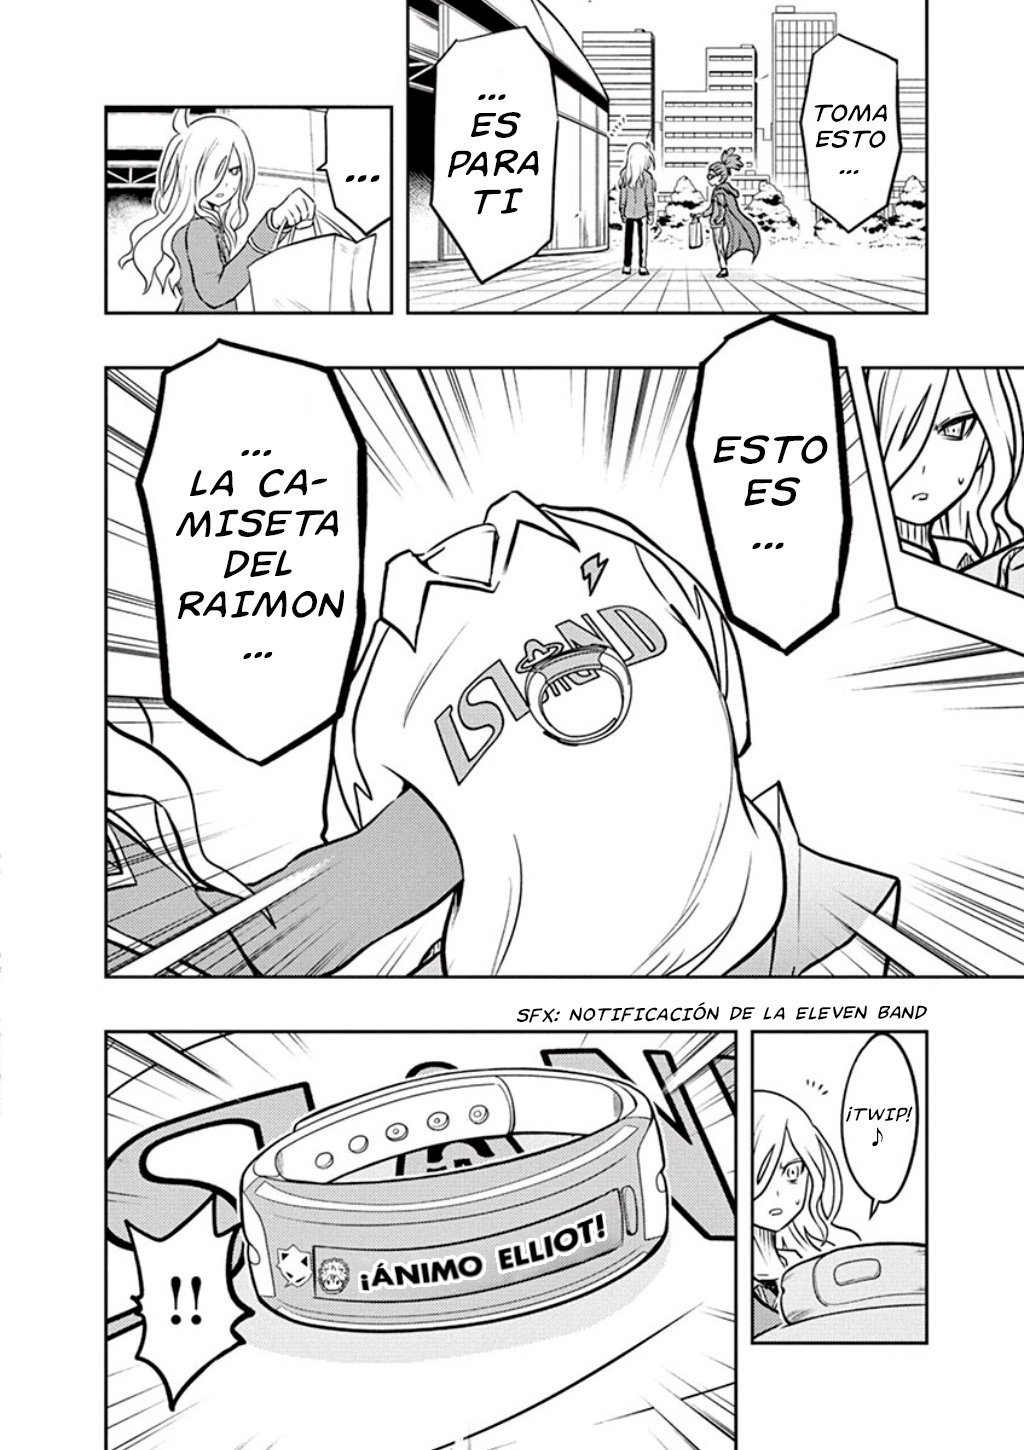 TOMA
ESTO
...
...
ES
PARA
TI
...
ESTO
ES
...
...
LA CA-
MISETA
DEL
RAIMON
...
ISLAND
SFX: NOTIFICACIÓN DE LA ELEVEN BAND
¡TWIP!
♪
¡ÁNIMO ELLIOT!
!!